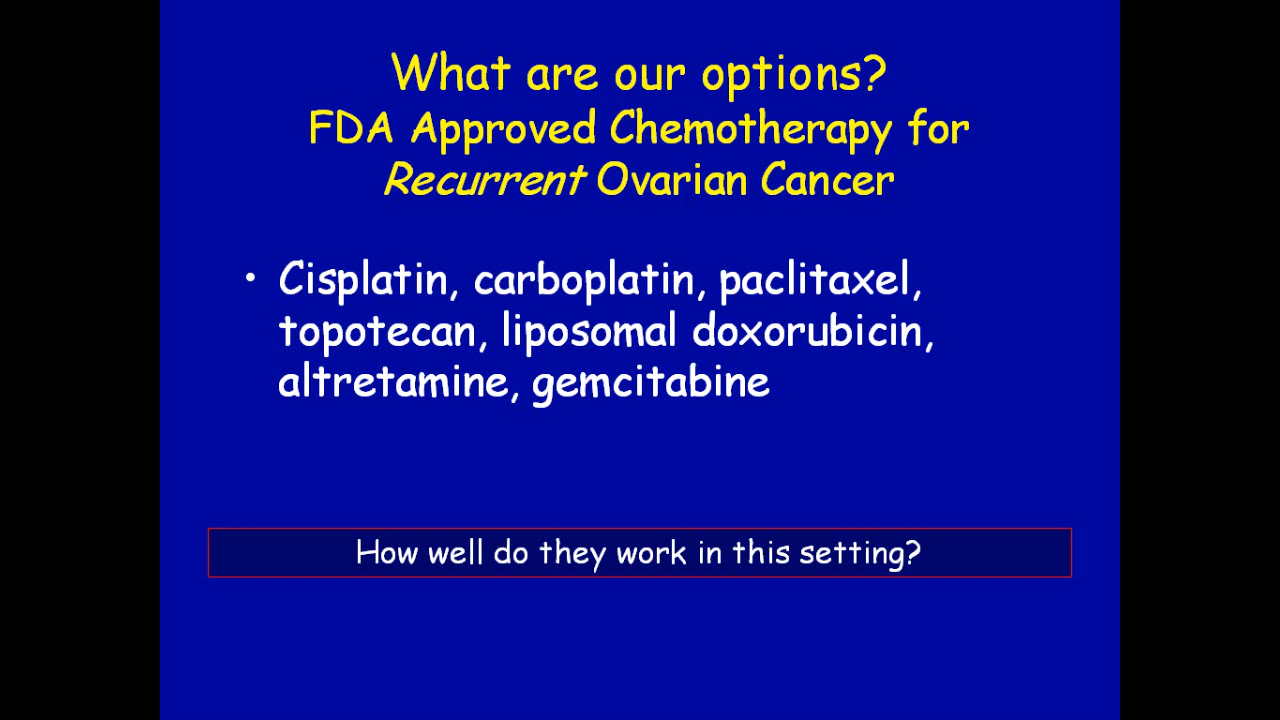 What are our options?
FDA Approved Chemotherapy for
Recurrent Ovarian Cancer
• Cisplatin, carboplatin, paclitaxel,
topotecan, liposomal doxorubicin,
altretamine, gemcitabine
How well do they work in this setting?